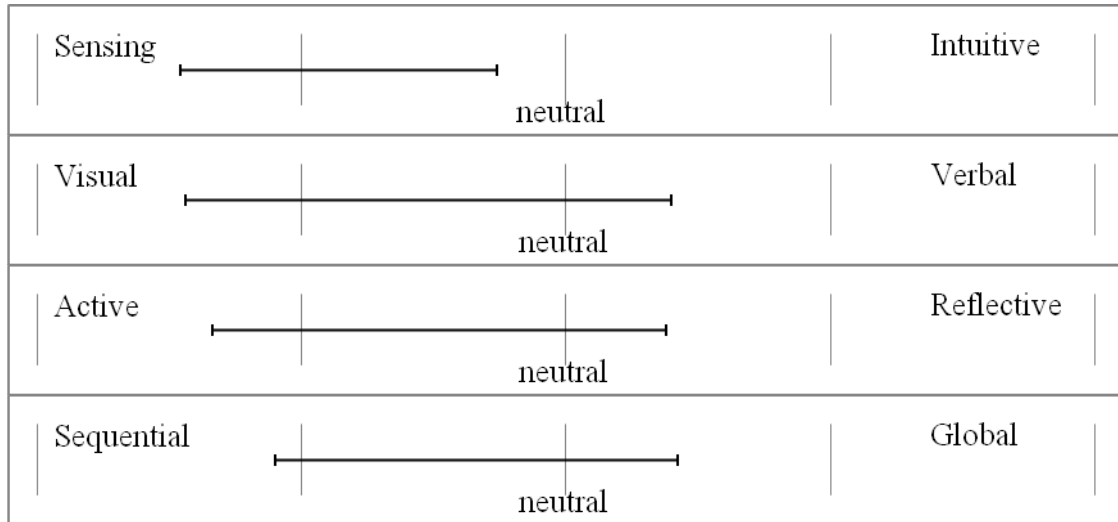 Sensing Intuitive
neutral
Visual Verbal
neutral
Active Reflective
neutral
Sequential Global
neutral